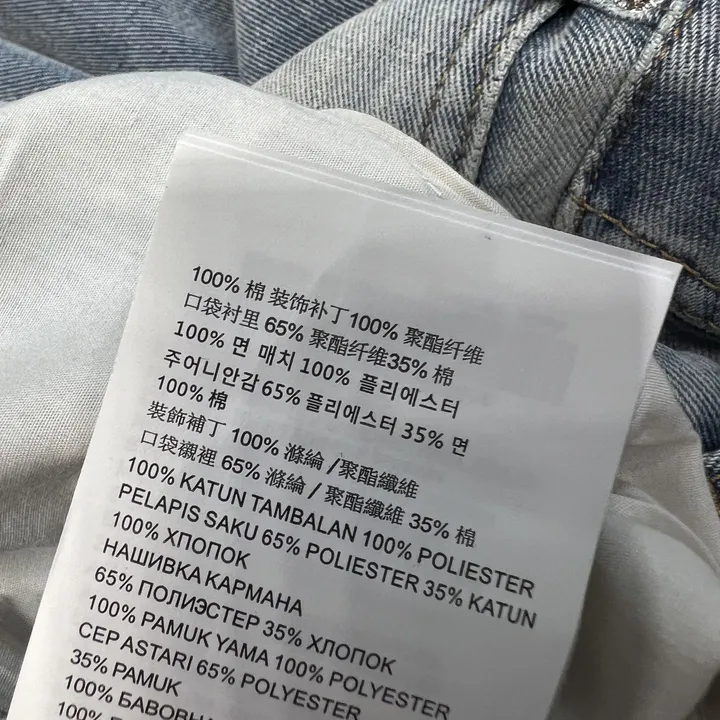 100% 棉 装饰补丁100% 聚酯纤维
口袋衬里 65% 聚酯纤维35% 棉
100% 면 매치 100% 폴리에스터
주어니안감 65% 폴리에스터 35% 면
100% 棉
裝飾補丁 100% 滌綸 /聚酯纖維
口袋襯裡 65% 滌綸 / 聚酯纖維 35% 棉
100% KATUN TAMBALAN 100% POLIESTER
PELAPIS SAKU 65% POLIESTER 35% KATUN
100% ХЛОПОК
НАШИВКА КАРМАНА
65% ПОЛИЭСТЕР 35% ХЛОПОК
100% PAMUK YAMA 100% POLYESTER
CEP ASTARI 65% POLYESTER
35% PAMUK
100% БАВОВНА
100%